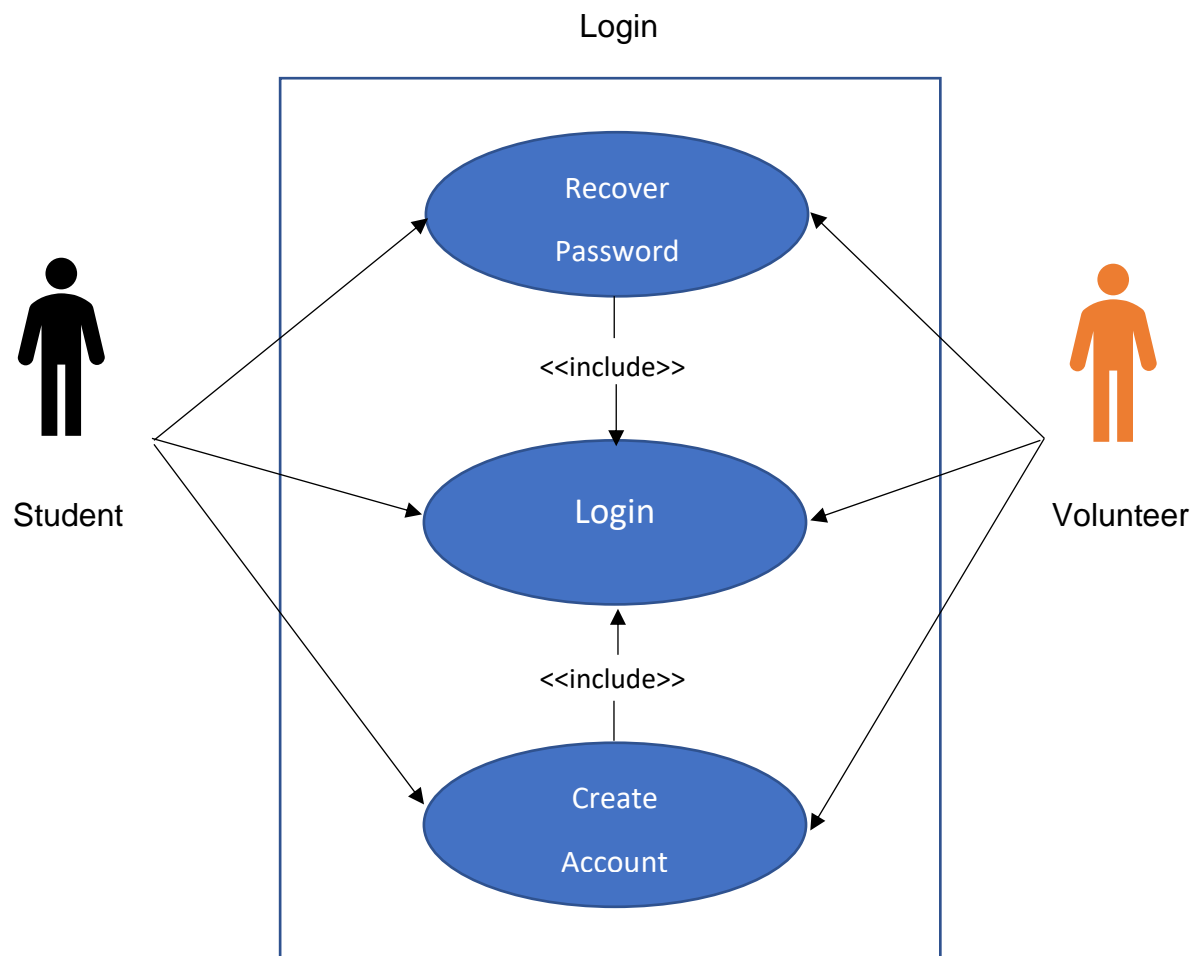 Login
Recover
Password
<<include>>
Login
Student
Volunteer
<<include>>
Create
Account